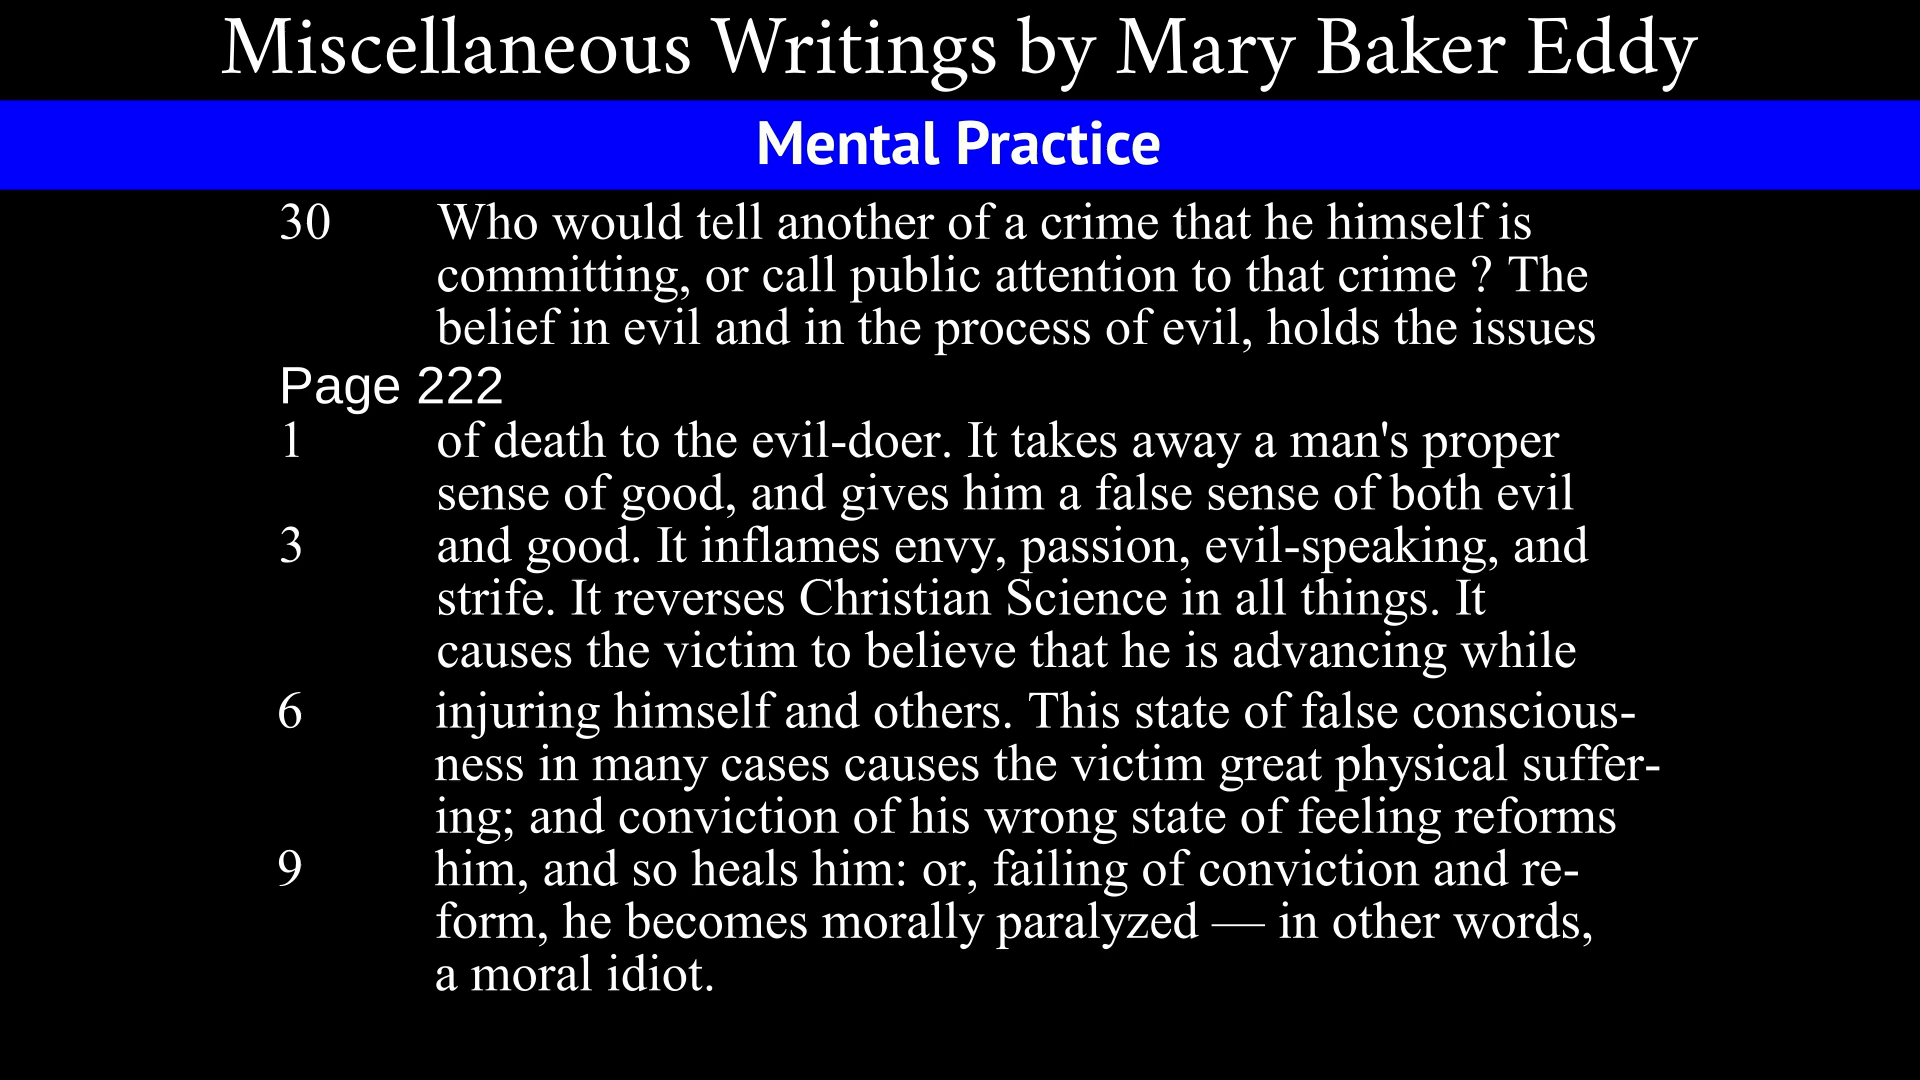 Miscellaneous Writings by Mary Baker Eddy
Mental Practice
30 Who would tell another of a crime that he himself is
committing, or call public attention to that crime ? The
belief in evil and in the process of evil, holds the issues
Page 222
1 of death to the evil-doer. It takes away a man's proper
sense of good, and gives him a false sense of both evil
3 and good. It inflames envy, passion, evil-speaking, and
strife. It reverses Christian Science in all things. It
causes the victim to believe that he is advancing while
6 injuring himself and others. This state of false conscious-
ness in many cases causes the victim great physical suffer-
ing; and conviction of his wrong state of feeling reforms
9 him, and so heals him: or, failing of conviction and re-
form, he becomes morally paralyzed — in other words,
a moral idiot.